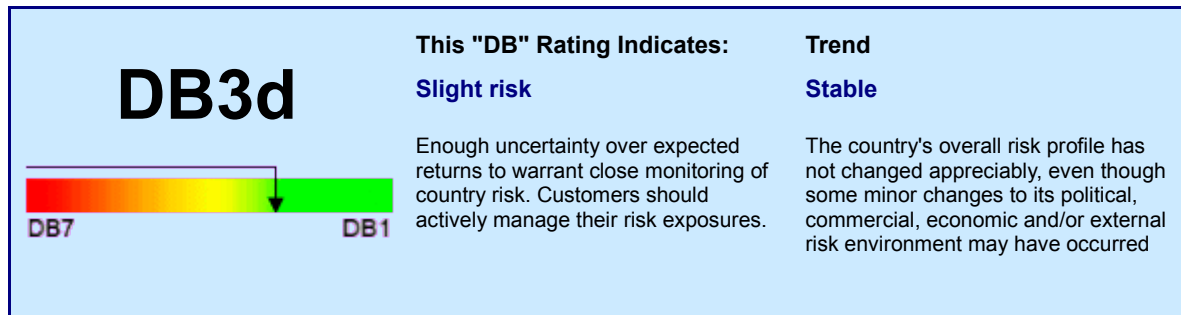 DB3d
DB7
DB1
This "DB" Rating Indicates:
Slight risk
Enough uncertainty over expected
returns to warrant close monitoring of
country risk. Customers should
actively manage their risk exposures.
Trend
Stable
The country's overall risk profile has
not changed appreciably, even though
some minor changes to its political,
commercial, economic and/or external
risk environment may have occurred